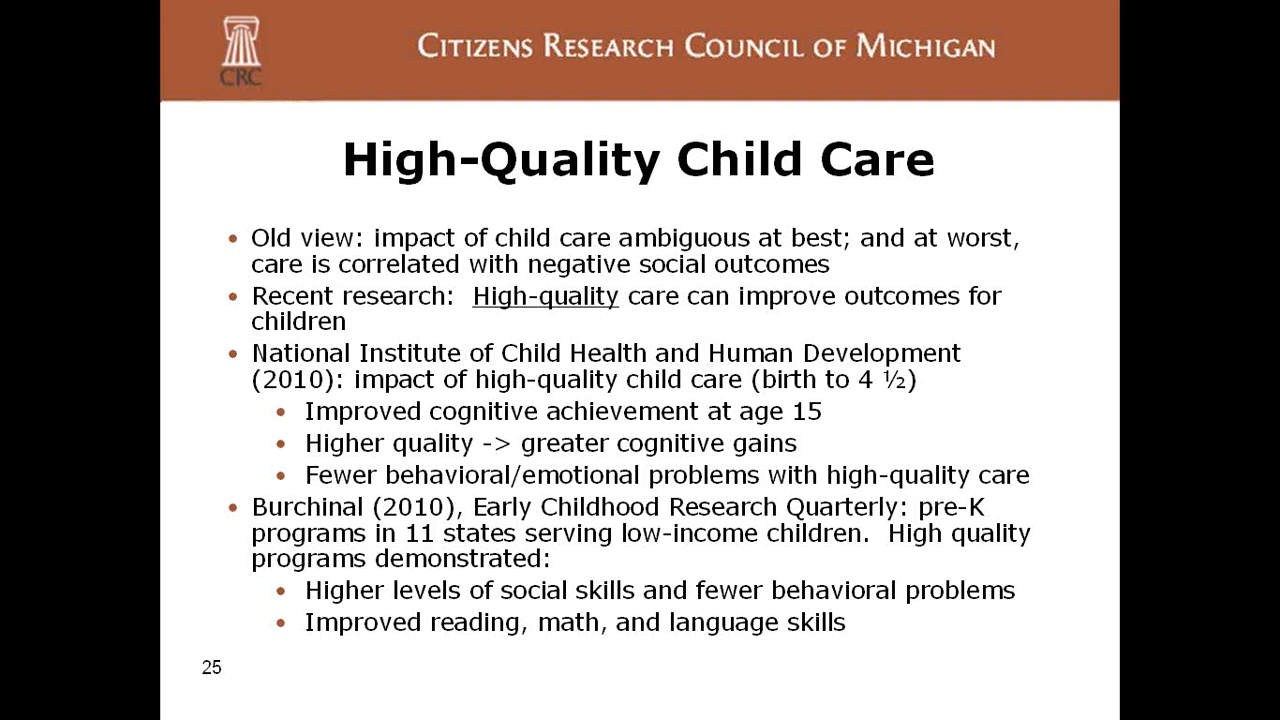 CRC
CITIZENS RESEARCH COUNCIL OF MICHIGAN
High-Quality Child Care
• Old view: impact of child care ambiguous at best; and at worst,
care is correlated with negative social outcomes
• Recent research:  High-quality care can improve outcomes for
children
• National Institute of Child Health and Human Development
(2010): impact of high-quality child care (birth to 4 ½)
• Improved cognitive achievement at age 15
• Higher quality -> greater cognitive gains
• Fewer behavioral/emotional problems with high-quality care
• Burchinal (2010), Early Childhood Research Quarterly: pre-K
programs in 11 states serving low-income children.  High quality
programs demonstrated:
• Higher levels of social skills and fewer behavioral problems
• Improved reading, math, and language skills
25